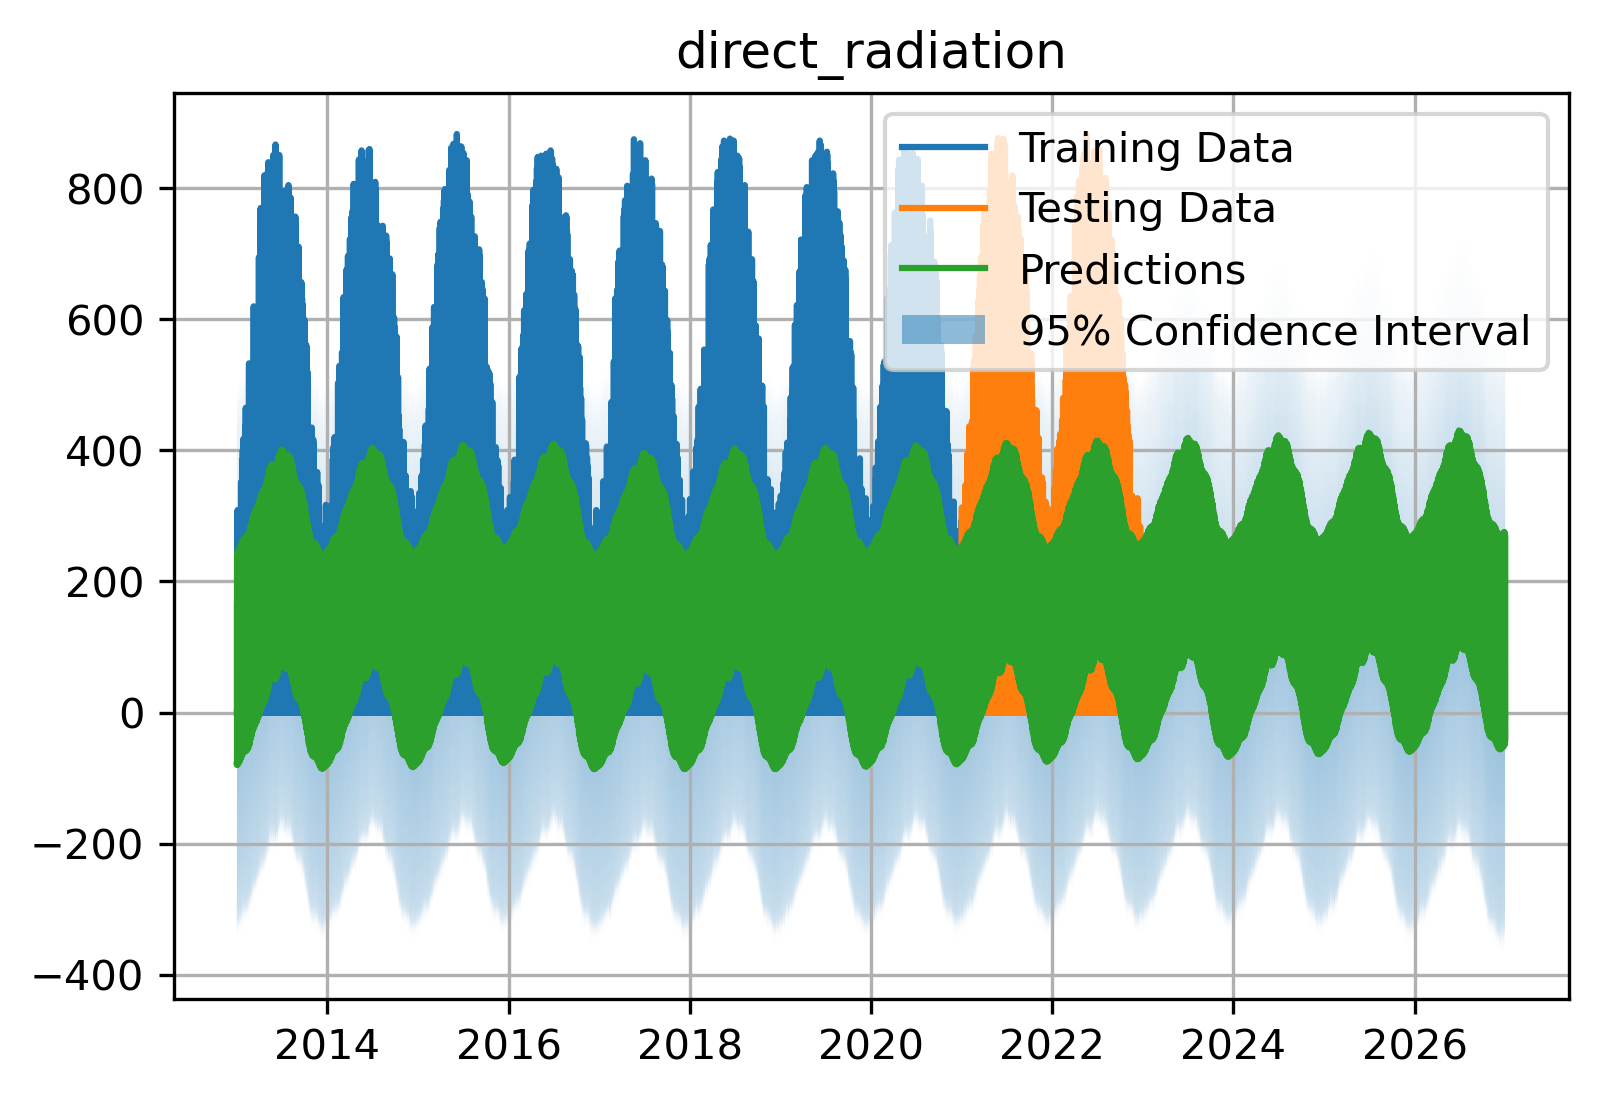 direct_radiation
Training Data
Testing Data
Predictions
95% Confidence Interval
800
600
400
200
0
−200
−400
2014 2016 2018 2020 2022 2024 2026